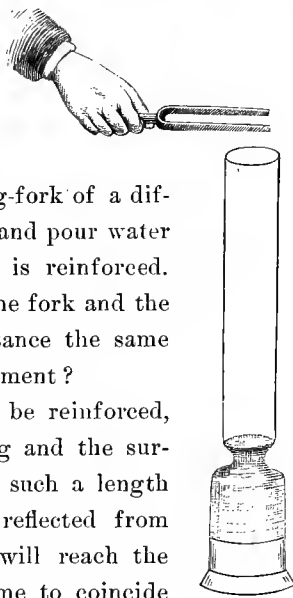 g-fork of a dif-
and pour water
is reinforced.
ne fork and the
ance the same
ment?
be reinforced,
g and the sur-
such a length
reflected from
will reach the
me to coincide